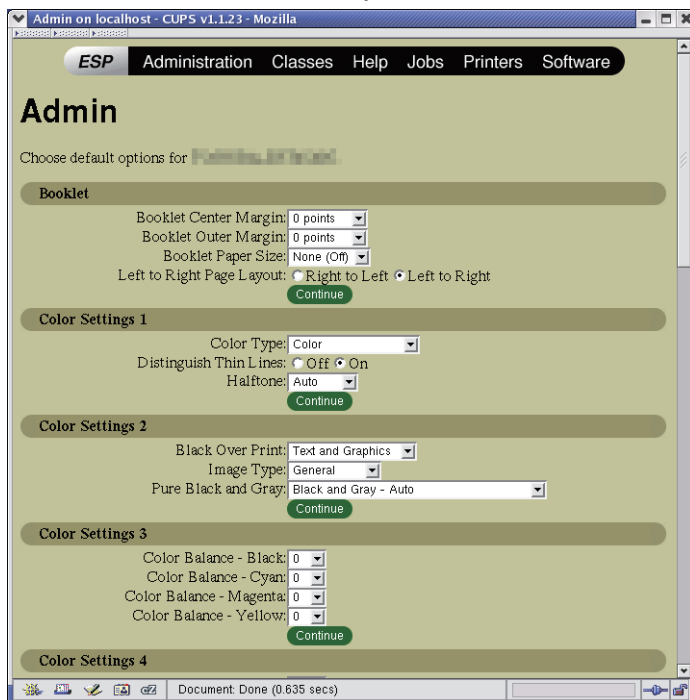 Admin on localhost - CUPS v1.1.23 - Mozilla
ESP Administration Classes Help Jobs Printers Software
Admin
Choose default options for
Booklet
Booklet Center Margin: 0 points
Booklet Outer Margin: 0 points
Booklet Paper Size: None (Off)
Left to Right Page Layout: Right to Left Left to Right
Continue
Color Settings 1
Color Type: Color
Distinguish Thin Lines: Off On
Halftone: Auto
Continue
Color Settings 2
Black Over Print: Text and Graphics
Image Type: General
Pure Black and Gray: Black and Gray - Auto
Continue
Color Settings 3
Color Balance - Black: 0
Color Balance - Cyan: 0
Color Balance - Magenta: 0
Color Balance - Yellow: 0
Continue
Color Settings 4
Document: Done (0.635 secs)